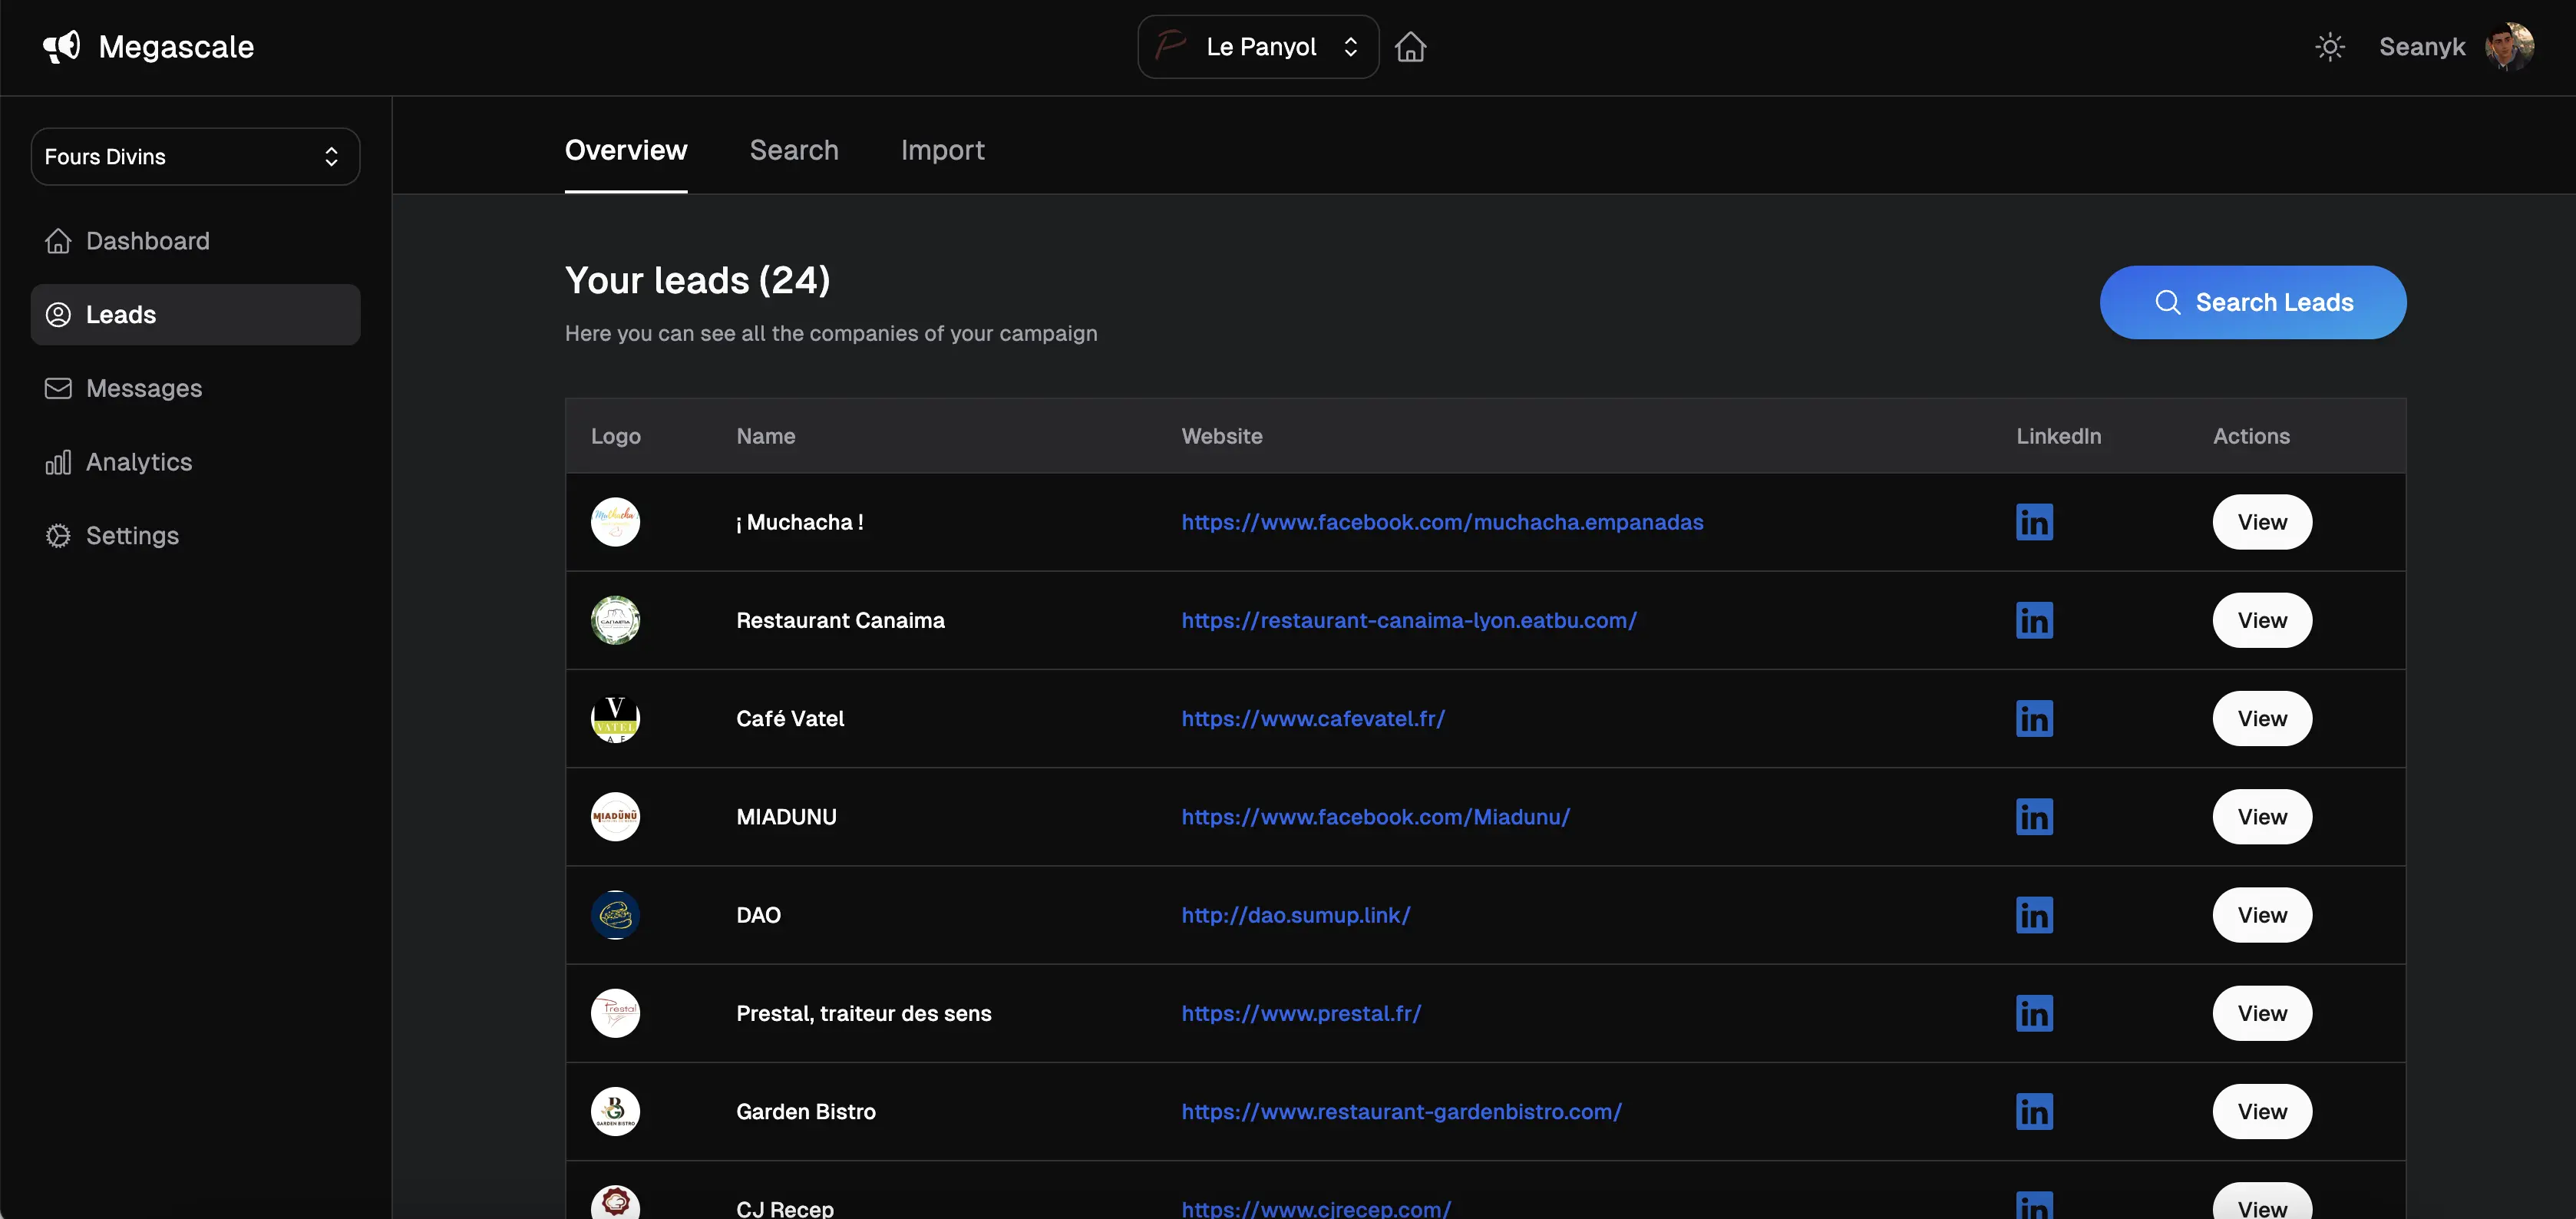 Megascale
Le Panyol
Seanyk
Fours Divins
Dashboard
Leads
Messages
Analytics
Settings
Overview Search Import
Your leads (24)
Here you can see all the companies of your campaign
Search Leads
Logo Name Website LinkedIn Actions
Muchacha ¡ Muchacha ! https://www.facebook.com/muchacha.empanadas in View
CANAIMA Restaurant Canaima https://restaurant-canaima-lyon.eatbu.com/ in View
V VATEL Café Vatel https://www.cafevatel.fr/ in View
MIADUNU MIADUNU https://www.facebook.com/Miadunu/ in View
DAO http://dao.sumup.link/ in View
Prestal Prestal, traiteur des sens https://www.prestal.fr/ in View
GARDEN BISTRO Garden Bistro https://www.restaurant-gardenbistro.com/ in View
CJ Recep https://www.cjrecep.com/ in View